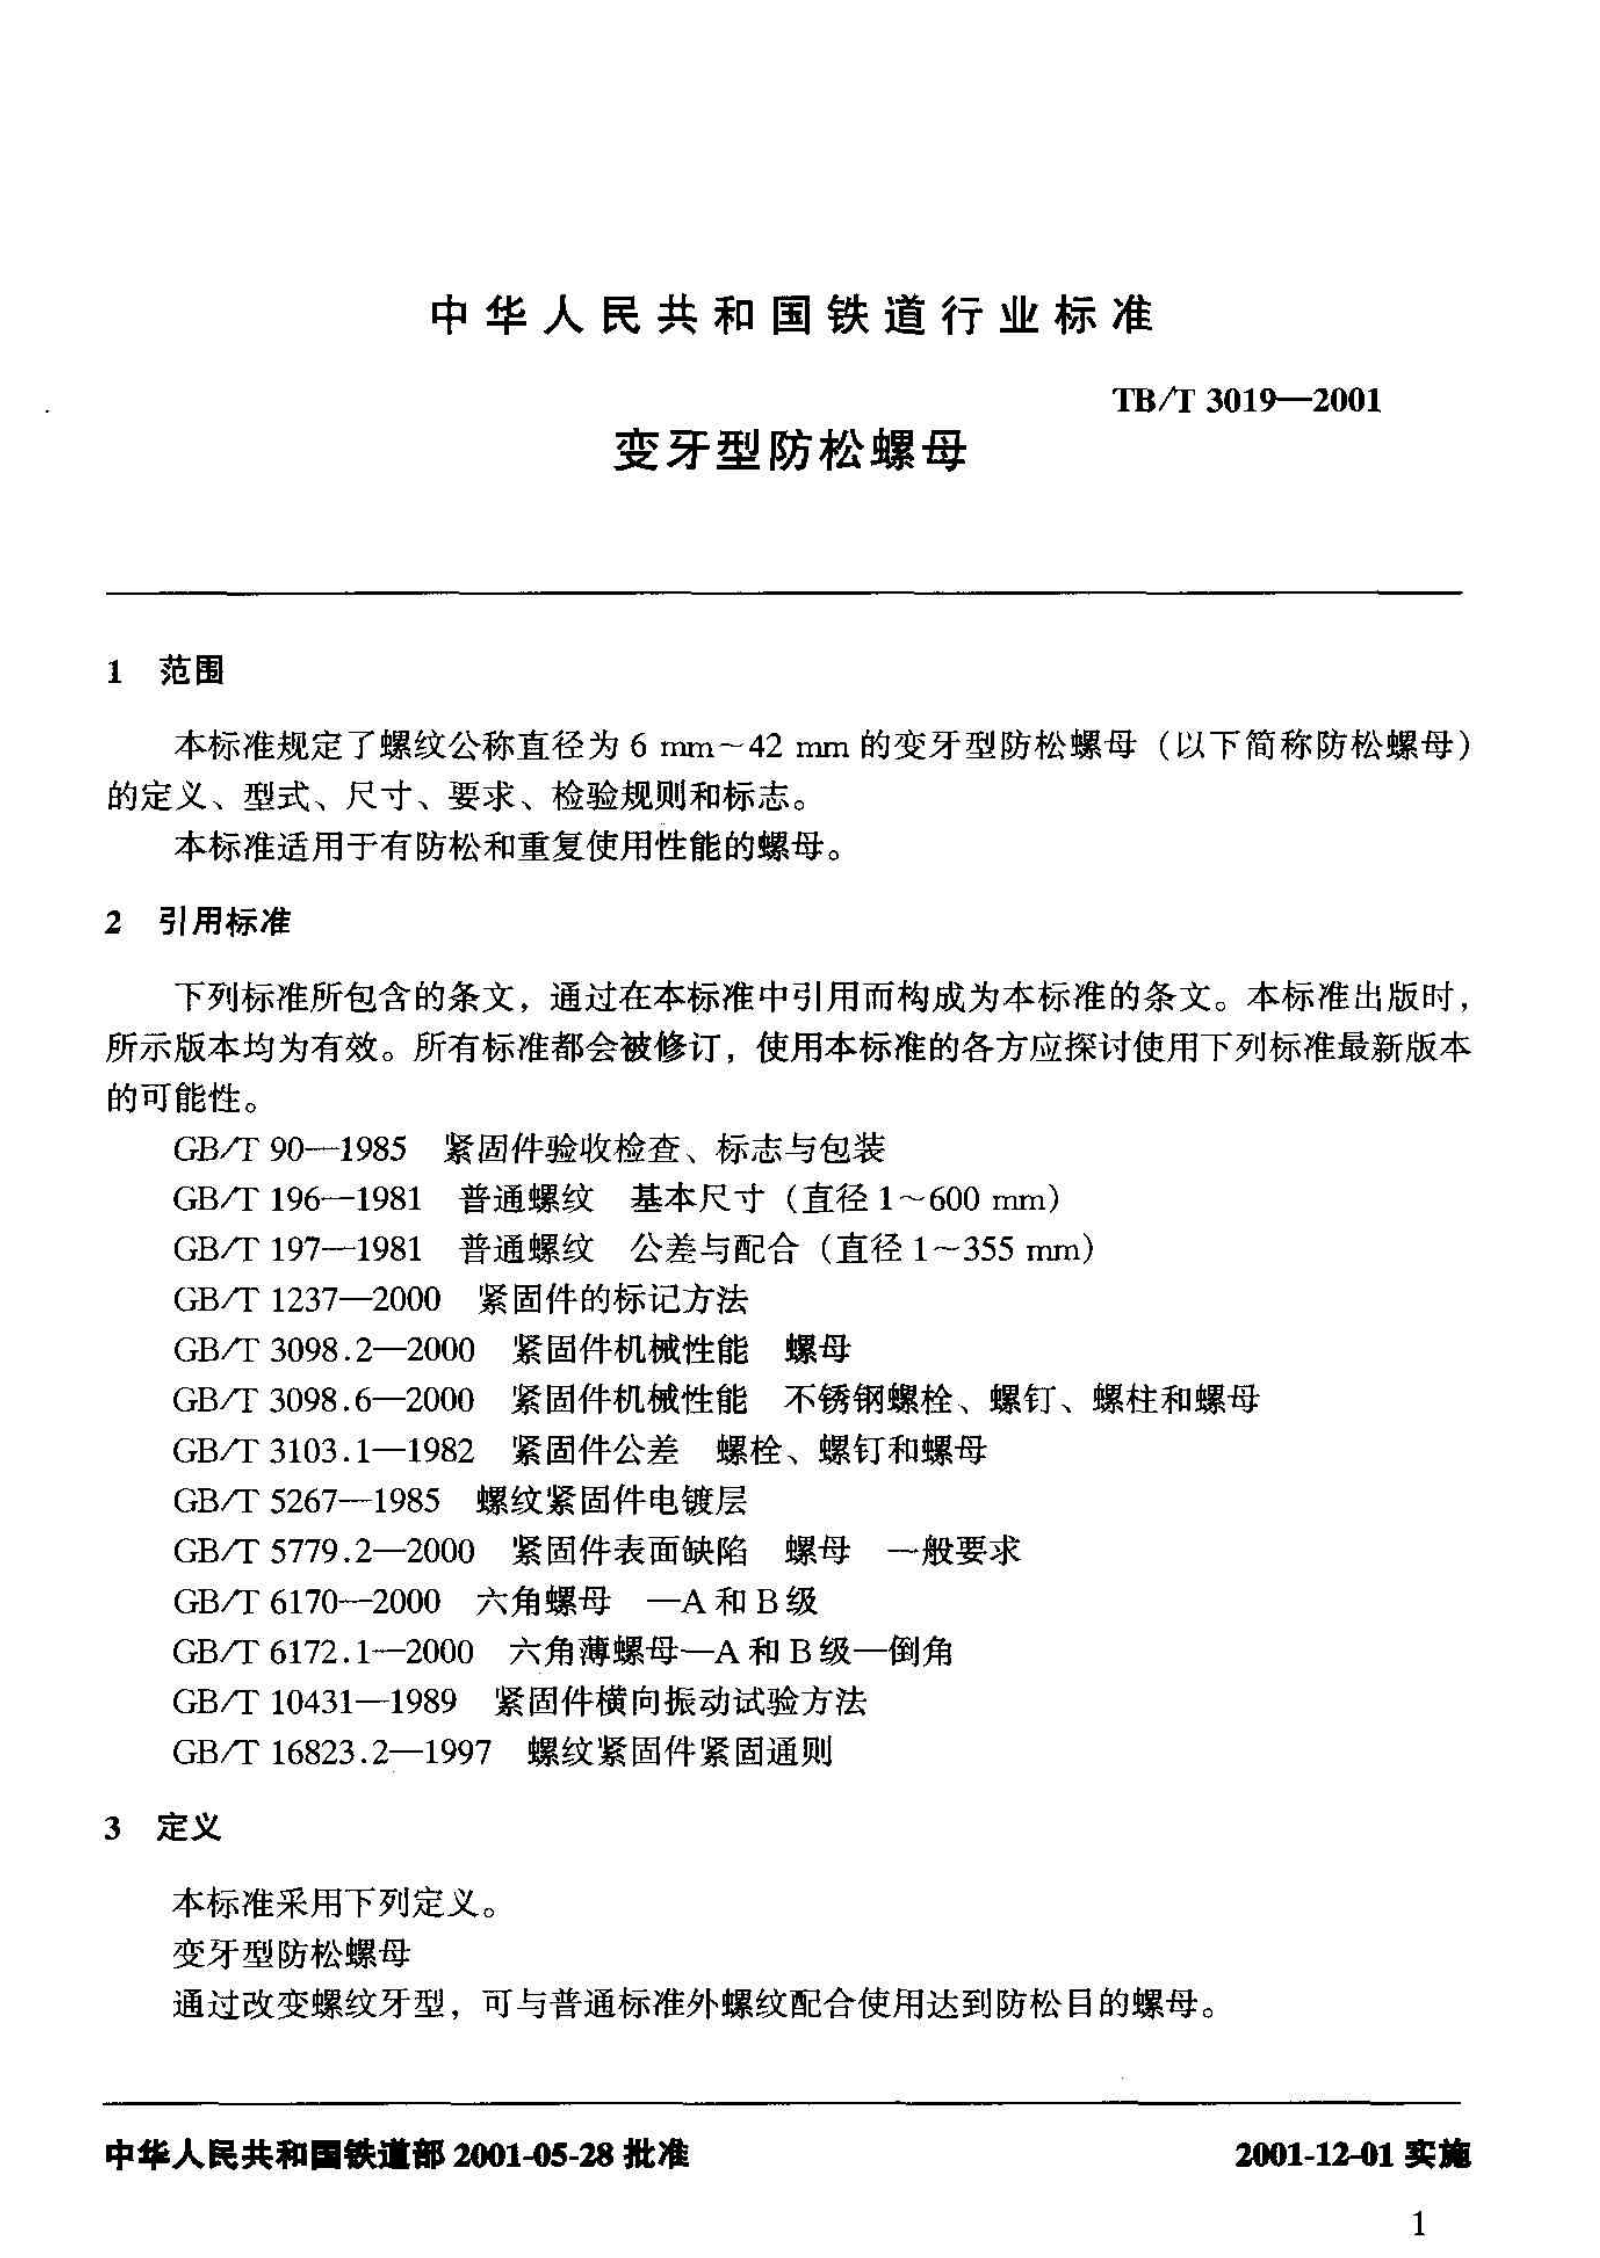 中华人民共和国铁道行业标准
TB/T 3019—2001
变牙型防松螺母
1 范围
本标准规定了螺纹公称直径为 6 mm~42 mm 的变牙型防松螺母（以下简称防松螺母）
的定义、型式、尺寸、要求、检验规则和标志。
本标准适用于有防松和重复使用性能的螺母。
2 引用标准
下列标准所包含的条文，通过在本标准中引用而构成为本标准的条文。本标准出版时，
所示版本均为有效。所有标准都会被修订，使用本标准的各方应探讨使用下列标准最新版本
的可能性。
GB/T 90—1985 紧固件验收检查、标志与包装
GB/T 196—1981 普通螺纹 基本尺寸（直径 1~600 mm）
GB/T 197—1981 普通螺纹 公差与配合（直径 1~355 mm）
GB/T 1237—2000 紧固件的标记方法
GB/T 3098.2—2000 紧固件机械性能 螺母
GB/T 3098.6—2000 紧固件机械性能 不锈钢螺栓、螺钉、螺柱和螺母
GB/T 3103.1—1982 紧固件公差 螺栓、螺钉和螺母
GB/T 5267—1985 螺纹紧固件电镀层
GB/T 5779.2—2000 紧固件表面缺陷 螺母 一般要求
GB/T 6170—2000 六角螺母 —A 和 B 级
GB/T 6172.1—2000 六角薄螺母—A 和 B 级—倒角
GB/T 10431—1989 紧固件横向振动试验方法
GB/T 16823.2—1997 螺纹紧固件紧固通则
3 定义
本标准采用下列定义。
变牙型防松螺母
通过改变螺纹牙型，可与普通标准外螺纹配合使用达到防松目的螺母。
中华人民共和国铁道部 2001-05-28 批准
2001-12-01 实施
1